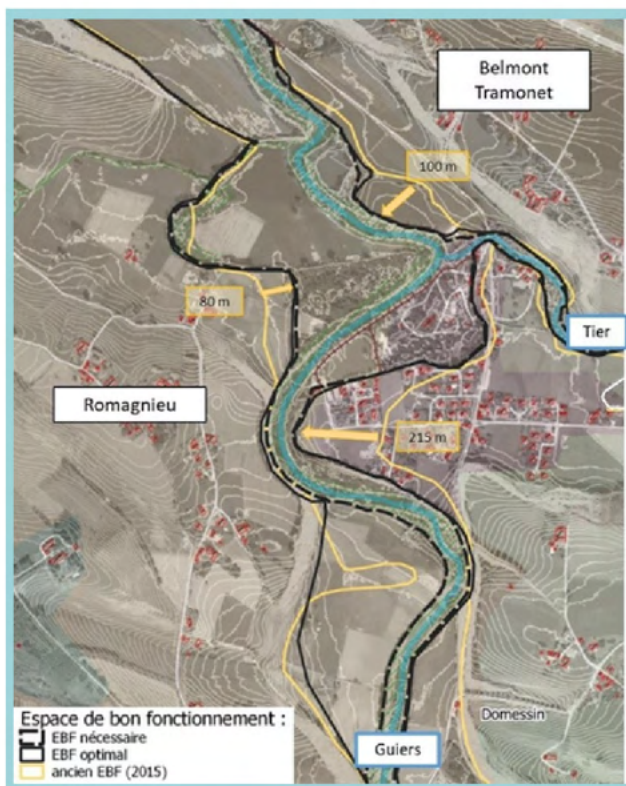 Belmont
Tramonet
100 m
80 m
Tier
Romagnieu
215 m
Domessin
Guiers
Espace de bon fonctionnement :
EBF nécessaire
EBF optimal
ancien EBF (2015)